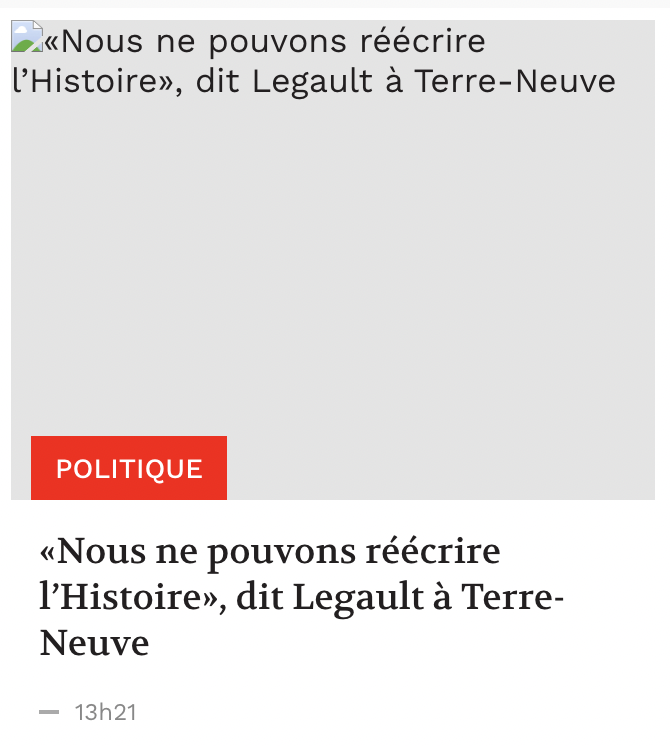 «Nous ne pouvons réécrire
l’Histoire», dit Legault à Terre-Neuve
POLITIQUE
«Nous ne pouvons réécrire
l’Histoire», dit Legault à Terre-
Neuve
13h21